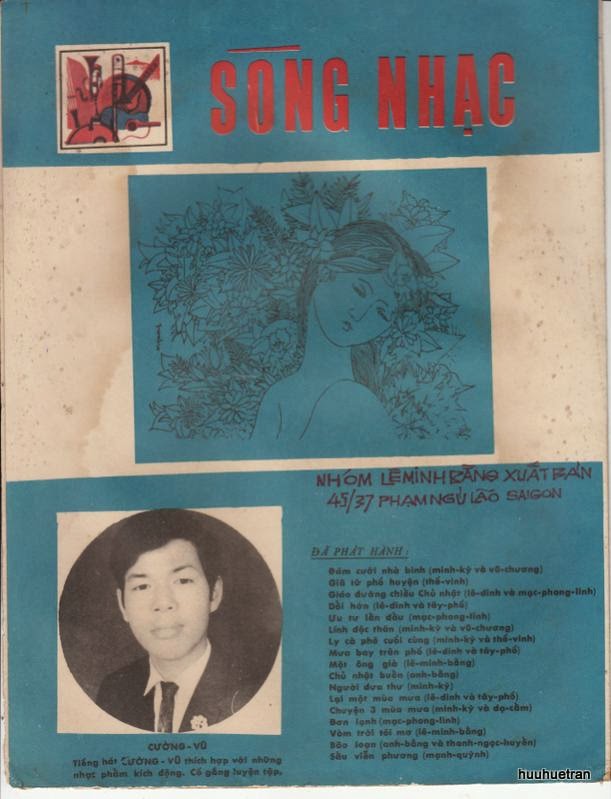 SÓNG NHẠC
NHÓM LÊ MINH BẰNG XUẤT BẢN
45/37 PHẠM NGŨ LÃO SAIGON
ĐÃ PHÁT HÀNH :
Đám cưới nhà binh (minh-kỳ và vũ-chương)
Giã từ phố huyện (thế-vinh)
Giáo đường chiều Chủ nhật (lê-dinh và mạc-phong-linh)
Dỗi hờn (lê-dinh và tây-phố)
Ưu tư lần đầu (mạc-phong-linh)
Lính độc thân (minh-kỳ và vũ-chương)
Ly cà phê cuối cùng (minh-kỳ và thế-vinh)
Mưa bay trên phố (lê-dinh và tây-phố)
Một ông già (lê-minh-bằng)
Chủ nhật buồn (anh-bằng)
Người đưa thư (minh-kỳ)
Lại một mùa mưa (lê-dinh và tây-phố)
Chuyện 3 mùa mưa (minh-kỳ và dạ-cầm)
Đơn lạnh (mạc-phong-linh)
Vòm trời tôi mơ (lê-minh-bằng)
Bão loạn (anh-bằng và thanh-ngọc-huyền)
Sầu viễn phương (mạnh-quỳnh)
CƯỜNG - VŨ
Tiếng hát CƯỜNG - VŨ thích hợp với những
nhạc phẩm kích động. Cố gắng luyện tập.
huuhuetran